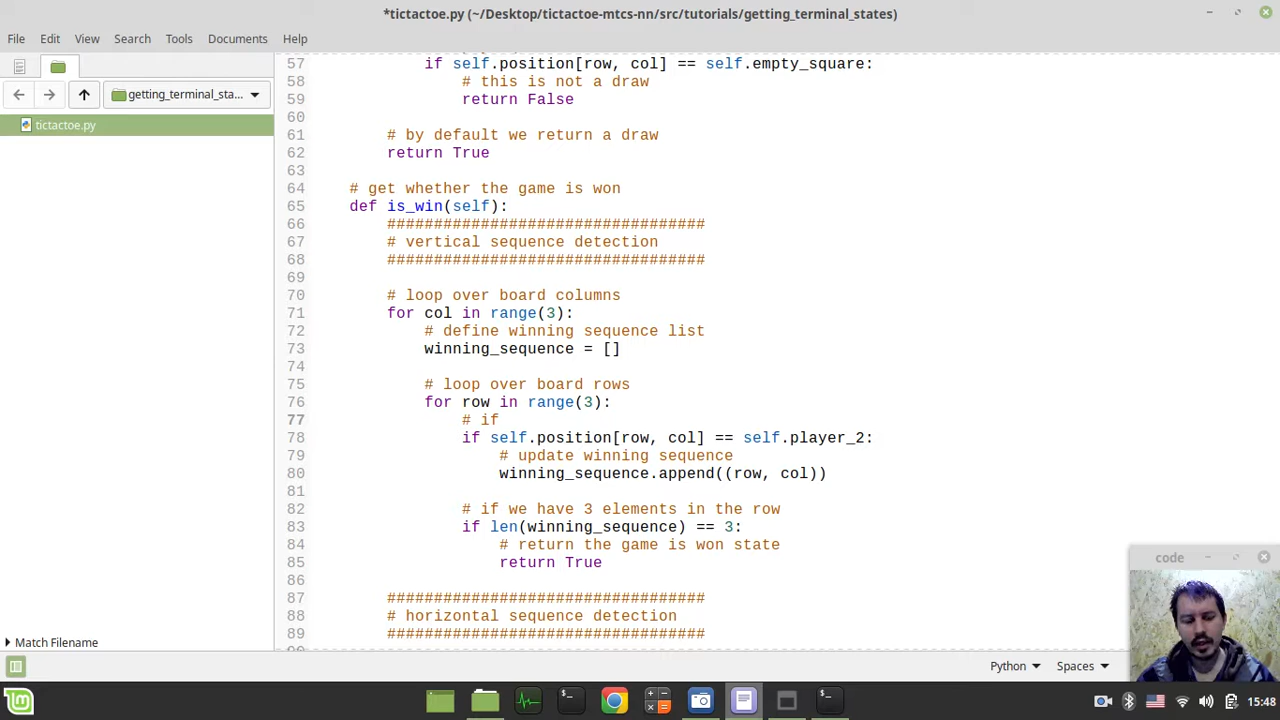 *tictactoe.py (~/Desktop/tictactoe-mtcs-nn/src/tutorials/getting_terminal_states)
File Edit View Search Tools Documents Help
getting_terminal_sta...
tictactoe.py
57 if self.position[row, col] == self.empty_square:
58 # this is not a draw
59 return False
60
61 # by default we return a draw
62 return True
63
64 # get whether the game is won
65 def is_win(self):
66 ##################################
67 # vertical sequence detection
68 ##################################
69
70 # loop over board columns
71 for col in range(3):
72 # define winning sequence list
73 winning_sequence = []
74
75 # loop over board rows
76 for row in range(3):
77 # if
78 if self.position[row, col] == self.player_2:
79 # update winning sequence
80 winning_sequence.append((row, col))
81
82 # if we have 3 elements in the row
83 if len(winning_sequence) == 3:
84 # return the game is won state
85 return True
86
87 ##################################
88 # horizontal sequence detection
89 ##################################
Match Filename
code
Python Spaces
15:48